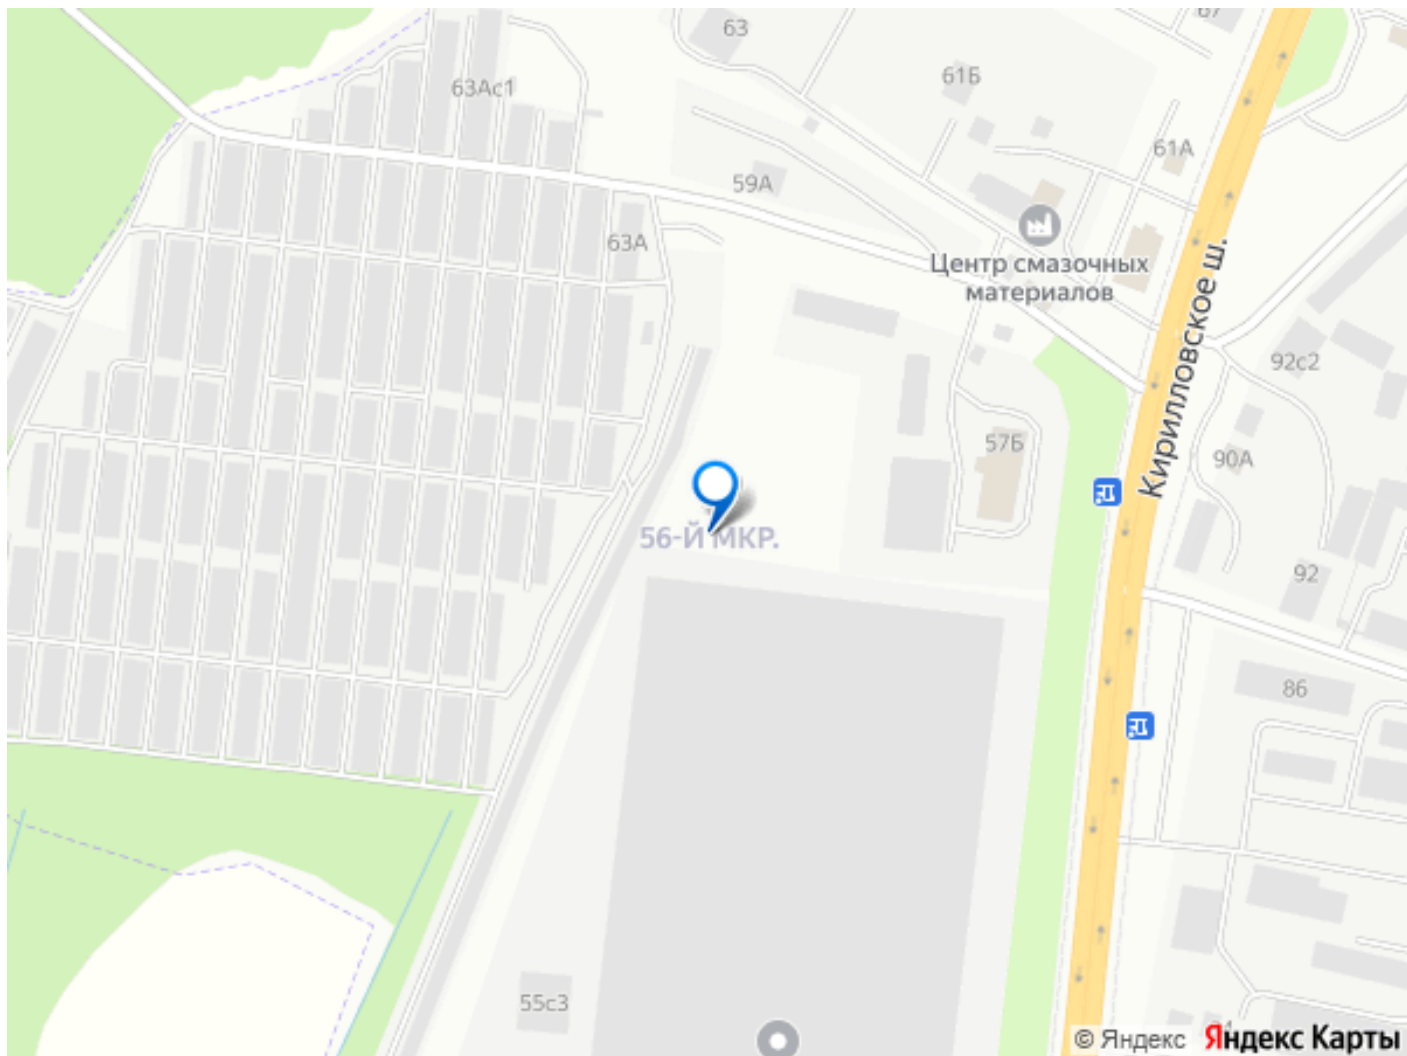 67
63
61Б
63Ас1
61А
59А
63А
Центр смазочных
материалов
Кирилловское ш.
92с2
57Б
90А
56-Й МКР.
92
86
55с3
© Яндекс
Яндекс Карты